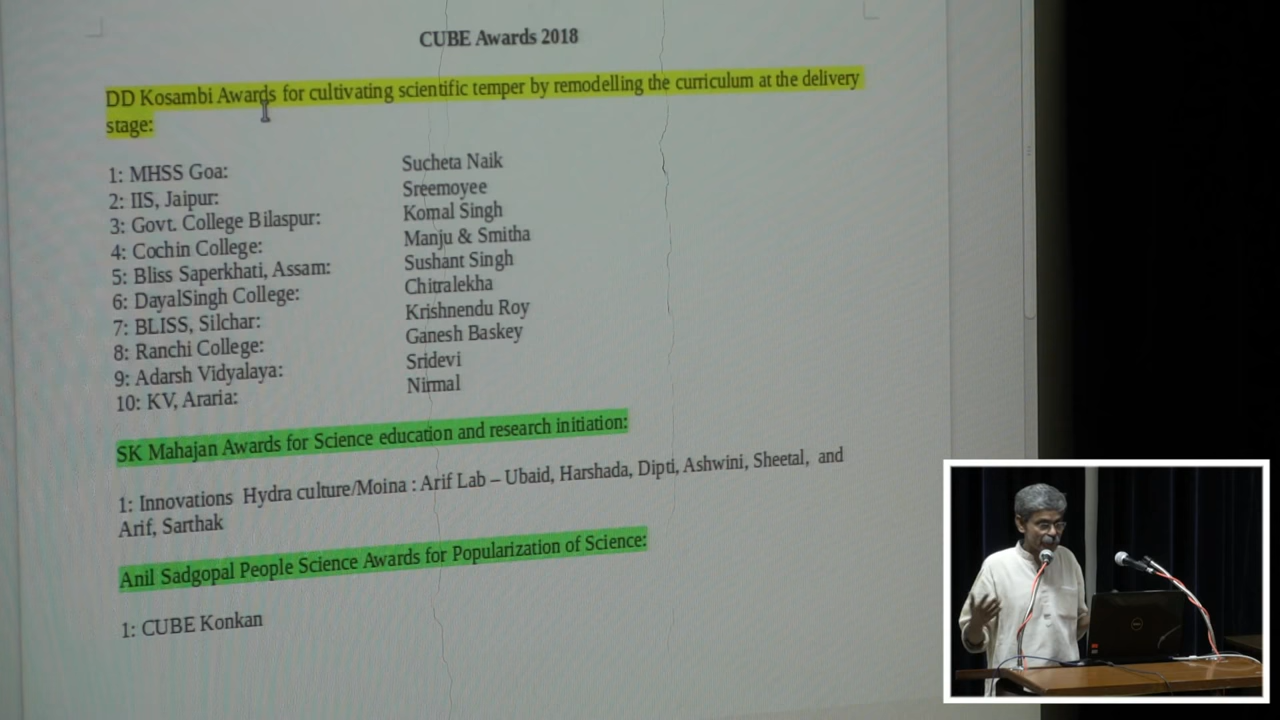 CUBE Awards 2018
DD Kosambi Awards for cultivating scientific temper by remodelling the curriculum at the delivery
stage:
1: MHSS Goa: Sucheta Naik
2: IIS, Jaipur: Sreemoyee
3: Govt. College Bilaspur: Komal Singh
4: Cochin College: Manju & Smitha
5: Bliss Saperkhati, Assam: Sushant Singh
6: DayalSingh College: Chitralekha
7: BLISS, Silchar: Krishnendu Roy
8: Ranchi College: Ganesh Baskey
9: Adarsh Vidyalaya: Sridevi
10: KV, Araria: Nirmal
SK Mahajan Awards for Science education and research initiation:
1: Innovations Hydra culture/Moina : Arif Lab – Ubaid, Harshada, Dipti, Ashwini, Sheetal, and
Arif, Sarthak
Anil Sadgopal People Science Awards for Popularization of Science:
1: CUBE Konkan